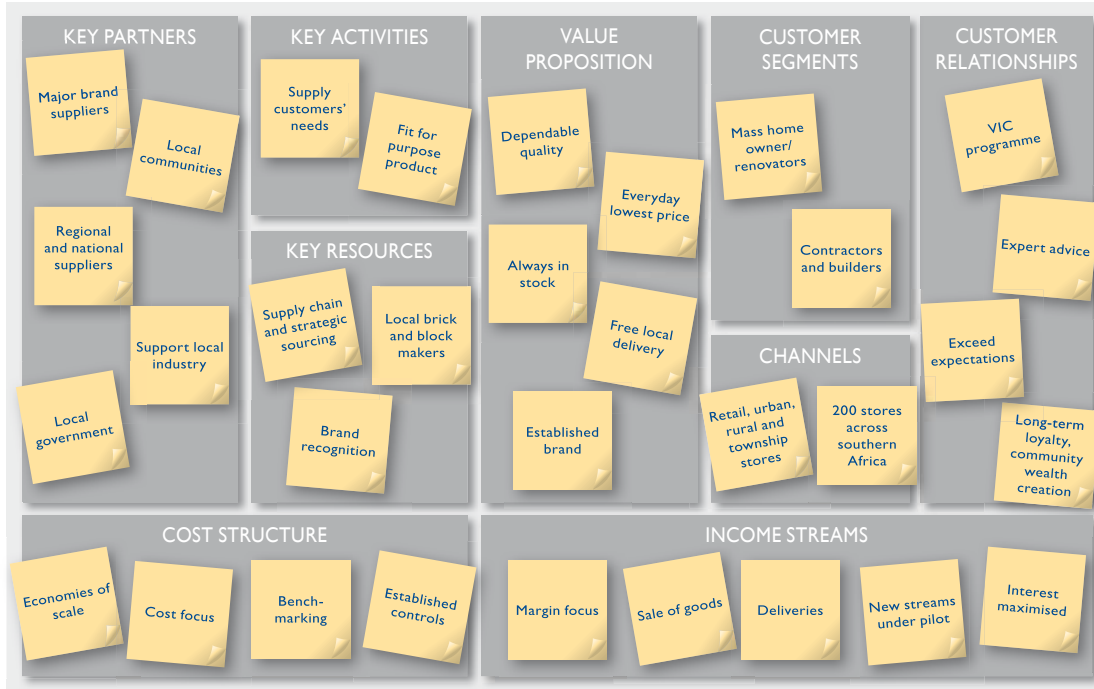 KEY PARTNERS
Major brand
suppliers
Local
communities
Regional
and national
suppliers
Support local
industry
Local
government
KEY ACTIVITIES
Supply
customers’
needs
Fit for
purpose
product
KEY RESOURCES
Supply chain
and strategic
sourcing
Local brick
and block
makers
Brand
recognition
VALUE
PROPOSITION
Dependable
quality
Everyday
lowest price
Always in
stock
Free local
delivery
Established
brand
CUSTOMER
SEGMENTS
Mass home
owner/
renovators
Contractors
and builders
CHANNELS
Retail, urban,
rural and
township
stores
200 stores
across
southern
Africa
CUSTOMER
RELATIONSHIPS
VIC
programme
Expert advice
Exceed
expectations
Long-term
loyalty,
community
wealth
creation
COST STRUCTURE
Economies of
scale
Cost focus
Bench-
marking
Established
controls
INCOME STREAMS
Margin focus
Sale of goods
Deliveries
New streams
under pilot
Interest
maximised